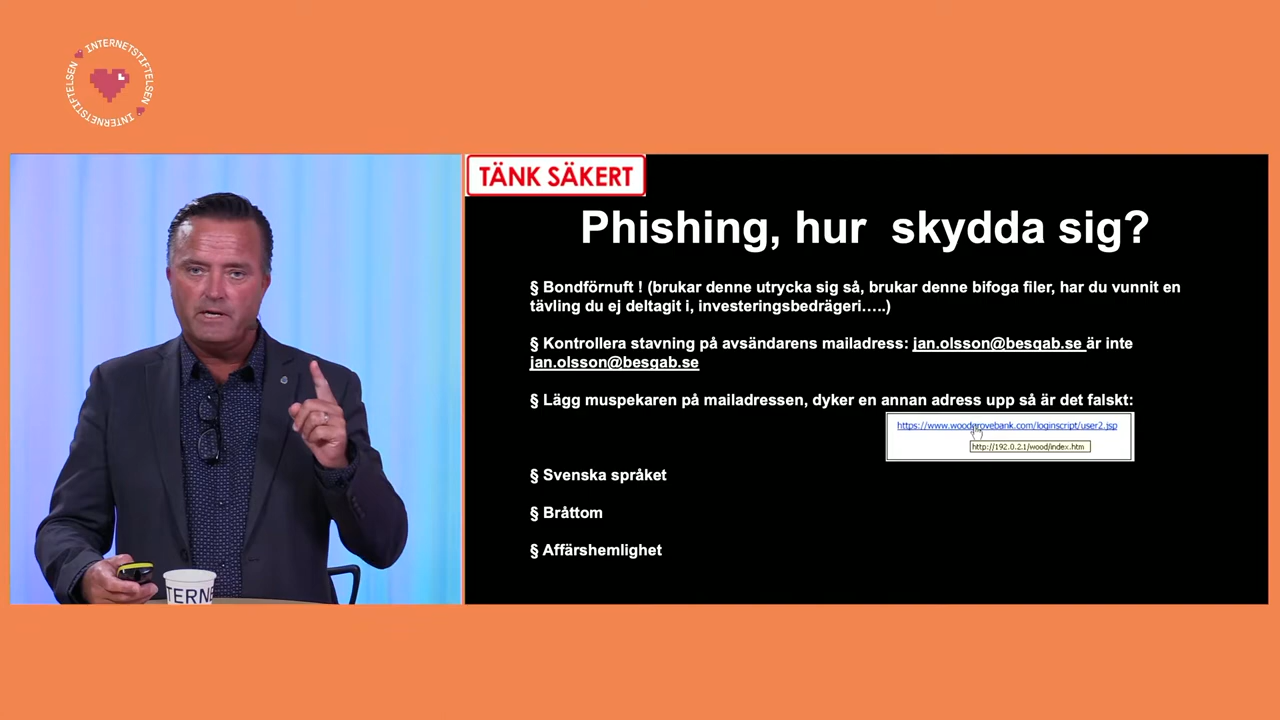 INTERNETSTIFTELSEN
INTERNETSTIFTELSEN
TÄNK SÄKERT
Phishing, hur skydda sig?
§ Bondförnuft ! (brukar denne utrycka sig så, brukar denne bifoga filer, har du vunnit en
tävling du ej deltagit i, investeringsbedrägeri…..)
§ Kontrollera stavning på avsändarens mailadress: jan.olsson@besqab.se är inte
jan.olsson@besgab.se
§ Lägg muspekaren på mailadressen, dyker en annan adress upp så är det falskt:
https://www.woodgrovebank.com/loginscript/user2.jsp
http://192.0.2.1/wood/index.htm
§ Svenska språket
§ Bråttom
§ Affärshemlighet
TERNE